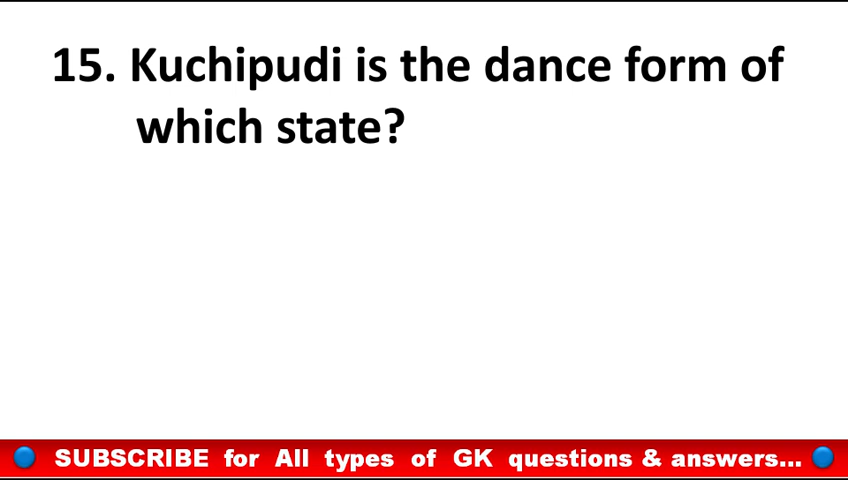 15. Kuchipudi is the dance form of
which state?
SUBSCRIBE for All types of GK questions & answers...